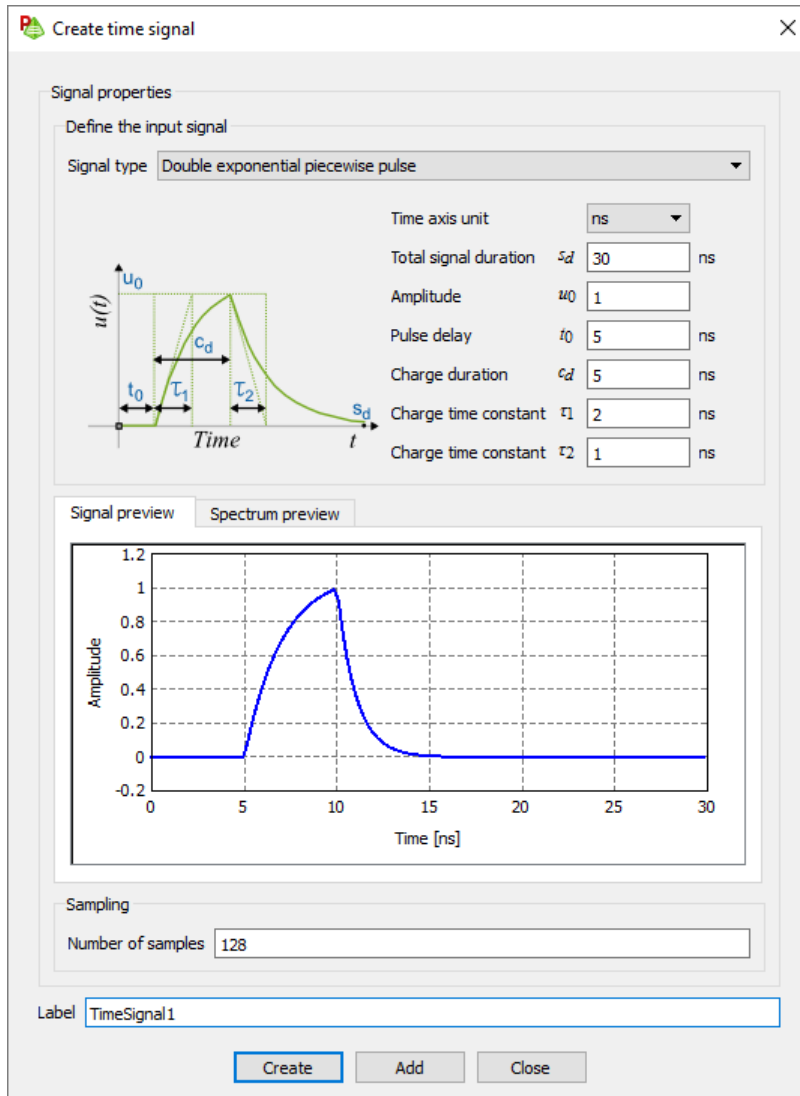 Create time signal
Signal properties
Define the input signal
Signal type Double exponential piecewise pulse
Time axis unit ns
Total signal duration sd 30 ns
Amplitude u0 1
Pulse delay t0 5 ns
Charge duration cd 5 ns
Charge time constant τ1 2 ns
Charge time constant τ2 1 ns
u0
u(t)
cd
t0 τ1 τ2 sd
Time t
Signal preview Spectrum preview
1.2
1
0.8
0.6
0.4
0.2
0
-0.2
Amplitude
0 5 10 15 20 25 30
Time [ns]
Sampling
Number of samples 128
Label TimeSignal1
Create Add Close